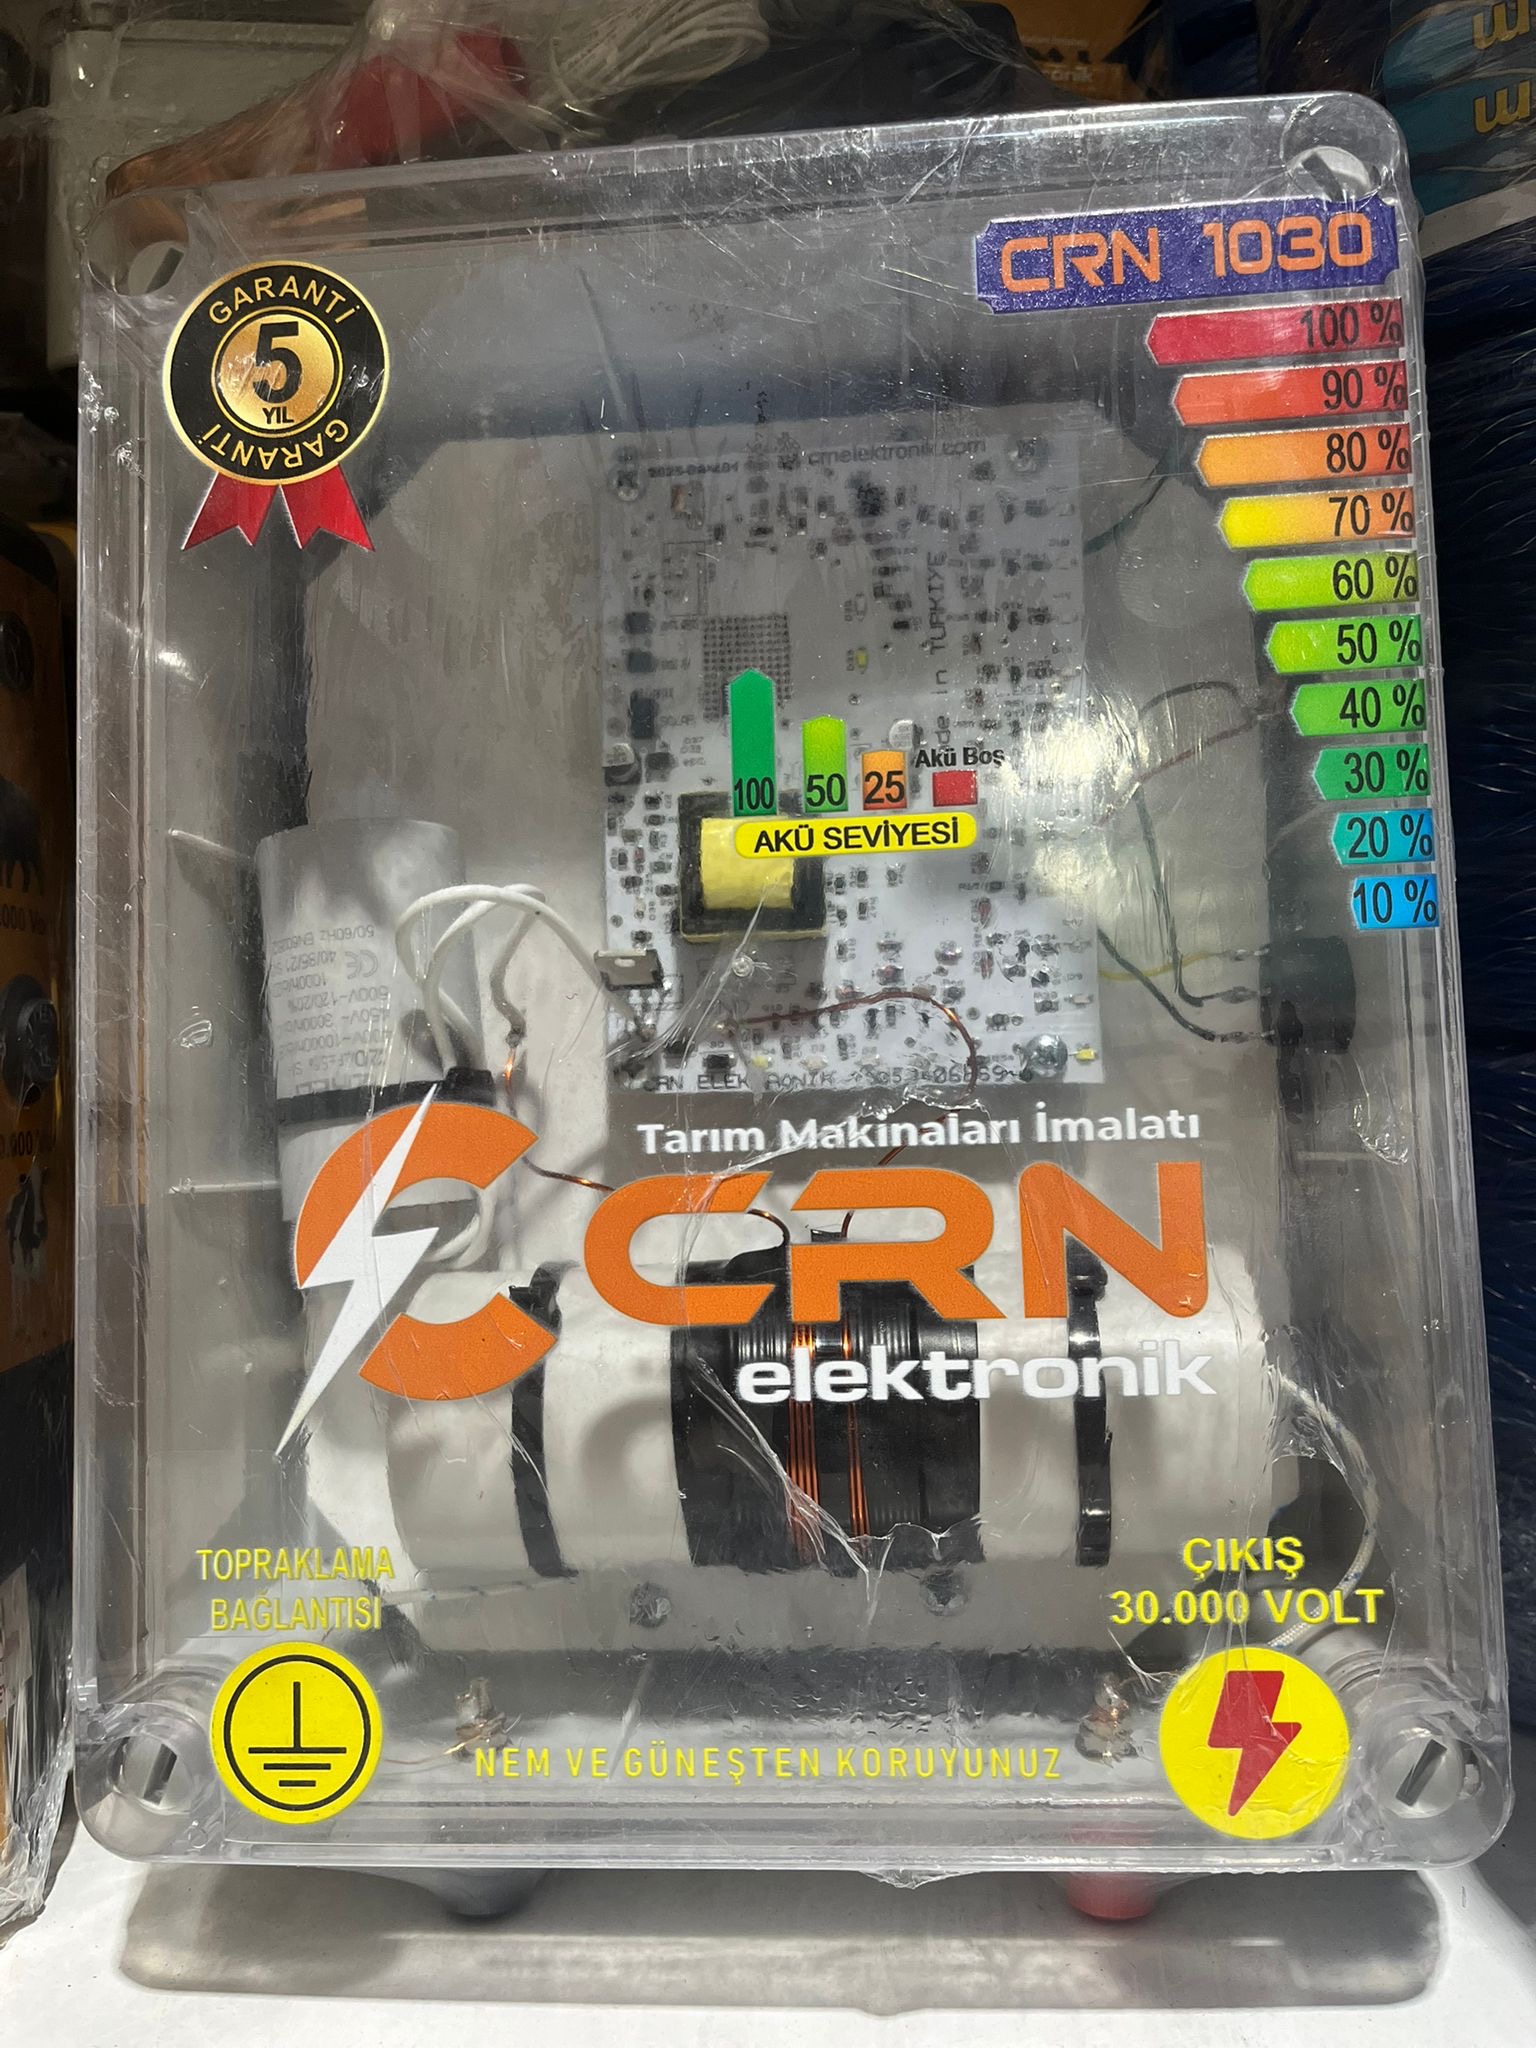 CRN 1030
GARANTİ
5
YIL
GARANTİ
100 %
90 %
80 %
70 %
60 %
50 %
40 %
30 %
20 %
10 %
crnelektronik.com
100
50
25
Akü Boş
AKÜ SEVİYESİ
Tarım Makinaları İmalatı
CRN
elektronik
TOPRAKLAMA
BAĞLANTISI
ÇIKIŞ
30.000 VOLT
NEM VE GÜNEŞTEN KORUYUNUZ